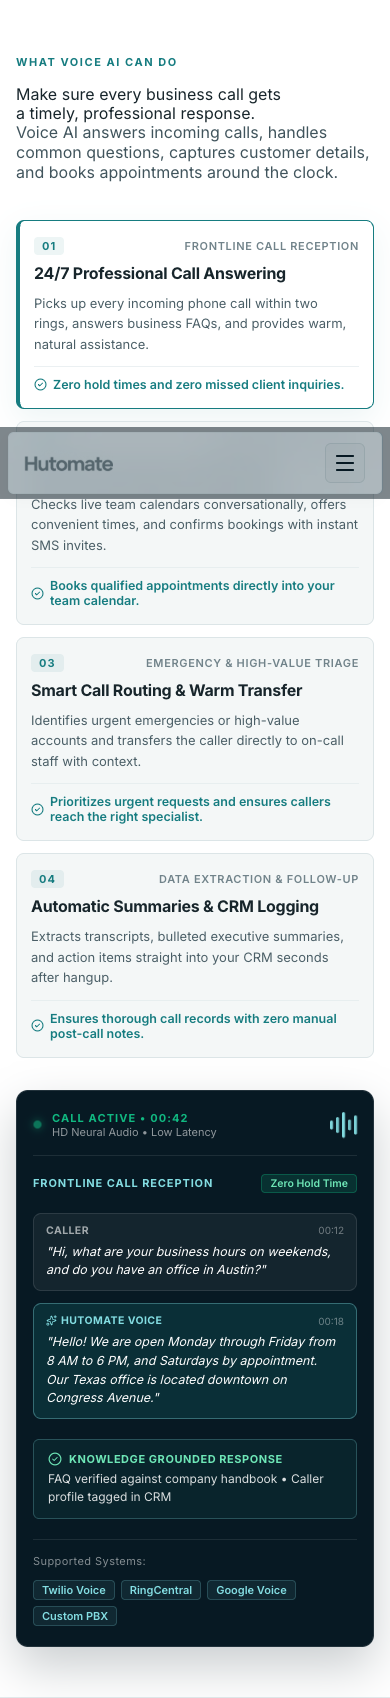 WHAT VOICE AI CAN DO
Make sure every business call gets
a timely, professional response.
Voice AI answers incoming calls, handles
common questions, captures customer details,
and books appointments around the clock.
01
FRONTLINE CALL RECEPTION
24/7 Professional Call Answering
Picks up every incoming phone call within two
rings, answers business FAQs, and provides warm,
natural assistance.
Zero hold times and zero missed client inquiries.
Hutomate
Checks live team calendars conversationally, offers
convenient times, and confirms bookings with instant
SMS invites.
Books qualified appointments directly into your
team calendar.
03
EMERGENCY & HIGH-VALUE TRIAGE
Smart Call Routing & Warm Transfer
Identifies urgent emergencies or high-value
accounts and transfers the caller directly to on-call
staff with context.
Prioritizes urgent requests and ensures callers
reach the right specialist.
04
DATA EXTRACTION & FOLLOW-UP
Automatic Summaries & CRM Logging
Extracts transcripts, bulleted executive summaries,
and action items straight into your CRM seconds
after hangup.
Ensures thorough call records with zero manual
post-call notes.
CALL ACTIVE • 00:42
HD Neural Audio • Low Latency
FRONTLINE CALL RECEPTION
Zero Hold Time
CALLER
00:12
"Hi, what are your business hours on weekends,
and do you have an office in Austin?"
HUTOMATE VOICE
00:18
"Hello! We are open Monday through Friday from
8 AM to 6 PM, and Saturdays by appointment.
Our Texas office is located downtown on
Congress Avenue."
KNOWLEDGE GROUNDED RESPONSE
FAQ verified against company handbook • Caller
profile tagged in CRM
Supported Systems:
Twilio Voice
RingCentral
Google Voice
Custom PBX